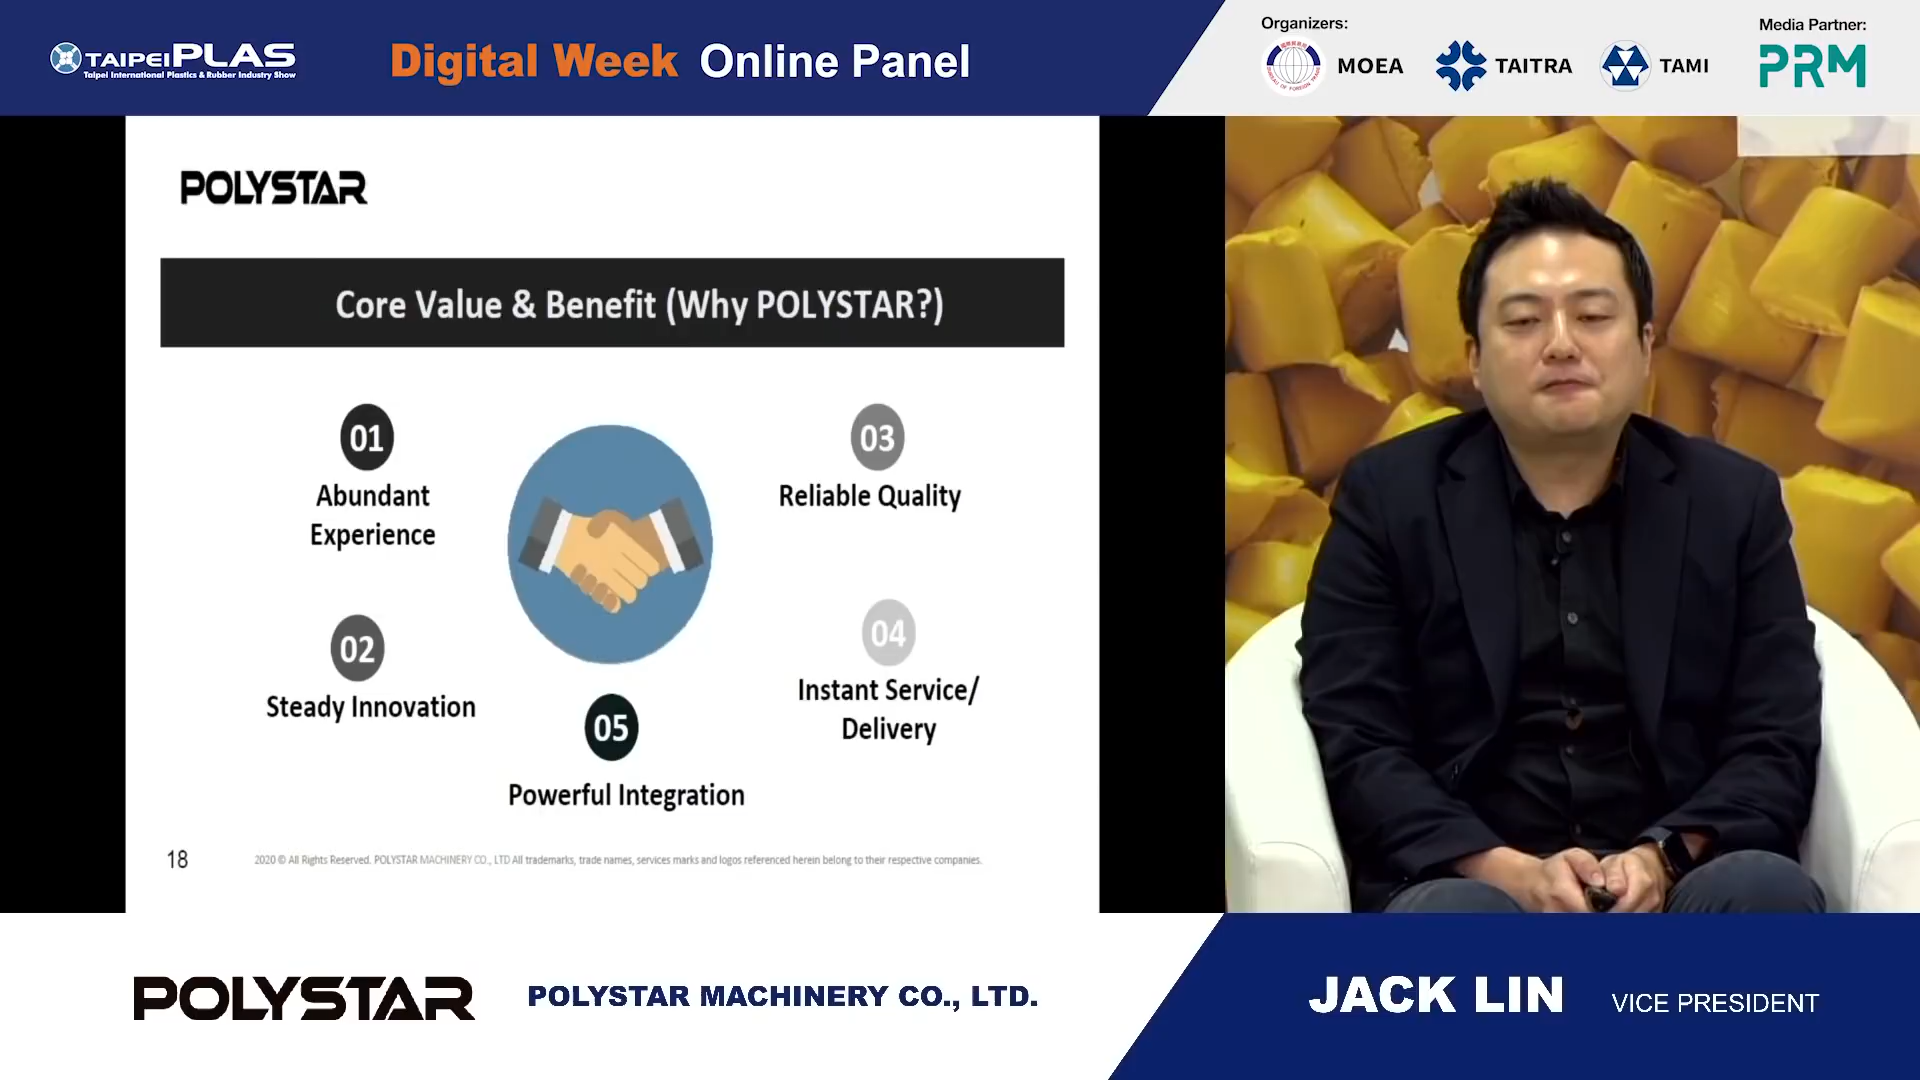 TAIPEIPLAS
Taipei International Plastics & Rubber Industry Show
Digital Week Online Panel
Organizers:
MOEA
TAITRA
TAMI
Media Partner:
PRM
POLYSTAR
Core Value & Benefit (Why POLYSTAR?)
01
Abundant
Experience
02
Steady Innovation
03
Reliable Quality
04
Instant Service/
Delivery
05
Powerful Integration
18
2020 © All Rights Reserved. POLYSTAR MACHINERY CO., LTD All trademarks, trade names, services marks and logos referenced herein belong to their respective companies.
POLYSTAR
POLYSTAR MACHINERY CO., LTD.
JACK LIN
VICE PRESIDENT